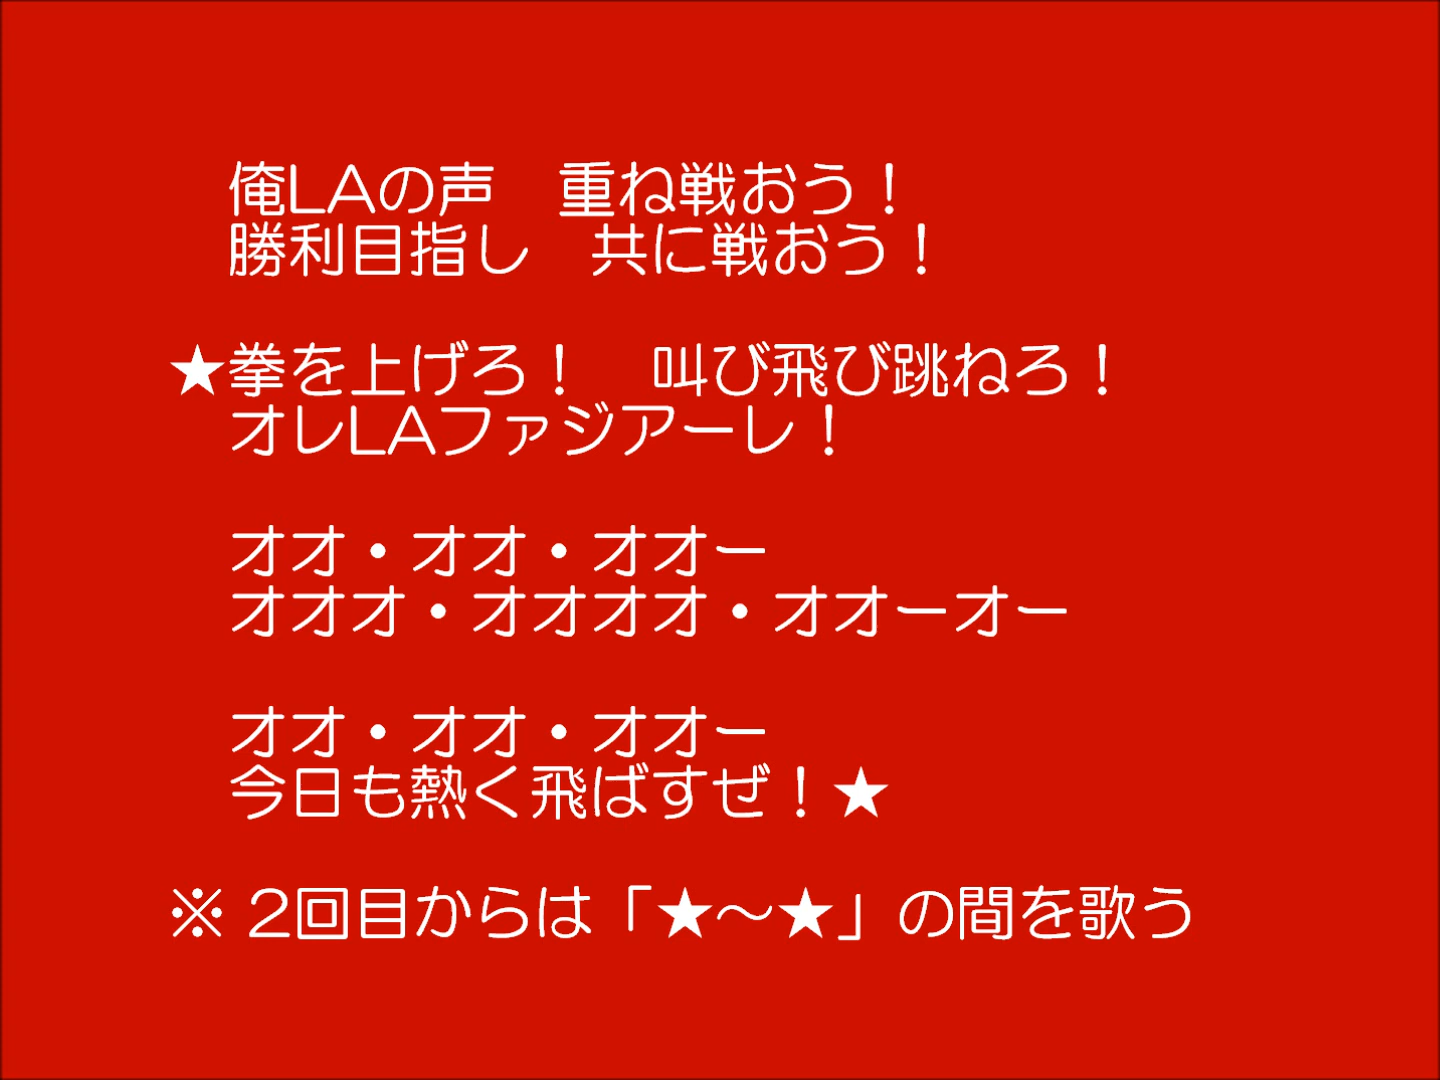 俺LAの声　重ね戦おう！
勝利目指し　共に戦おう！
★拳を上げろ！　叫び飛び跳ねろ！
オレLAファジアーレ！
オオ・オオ・オオー
オオオ・オオオオ・オオーオー
オオ・オオ・オオー
今日も熱く飛ばすぜ！★
※ 2回目からは「★～★」の間を歌う